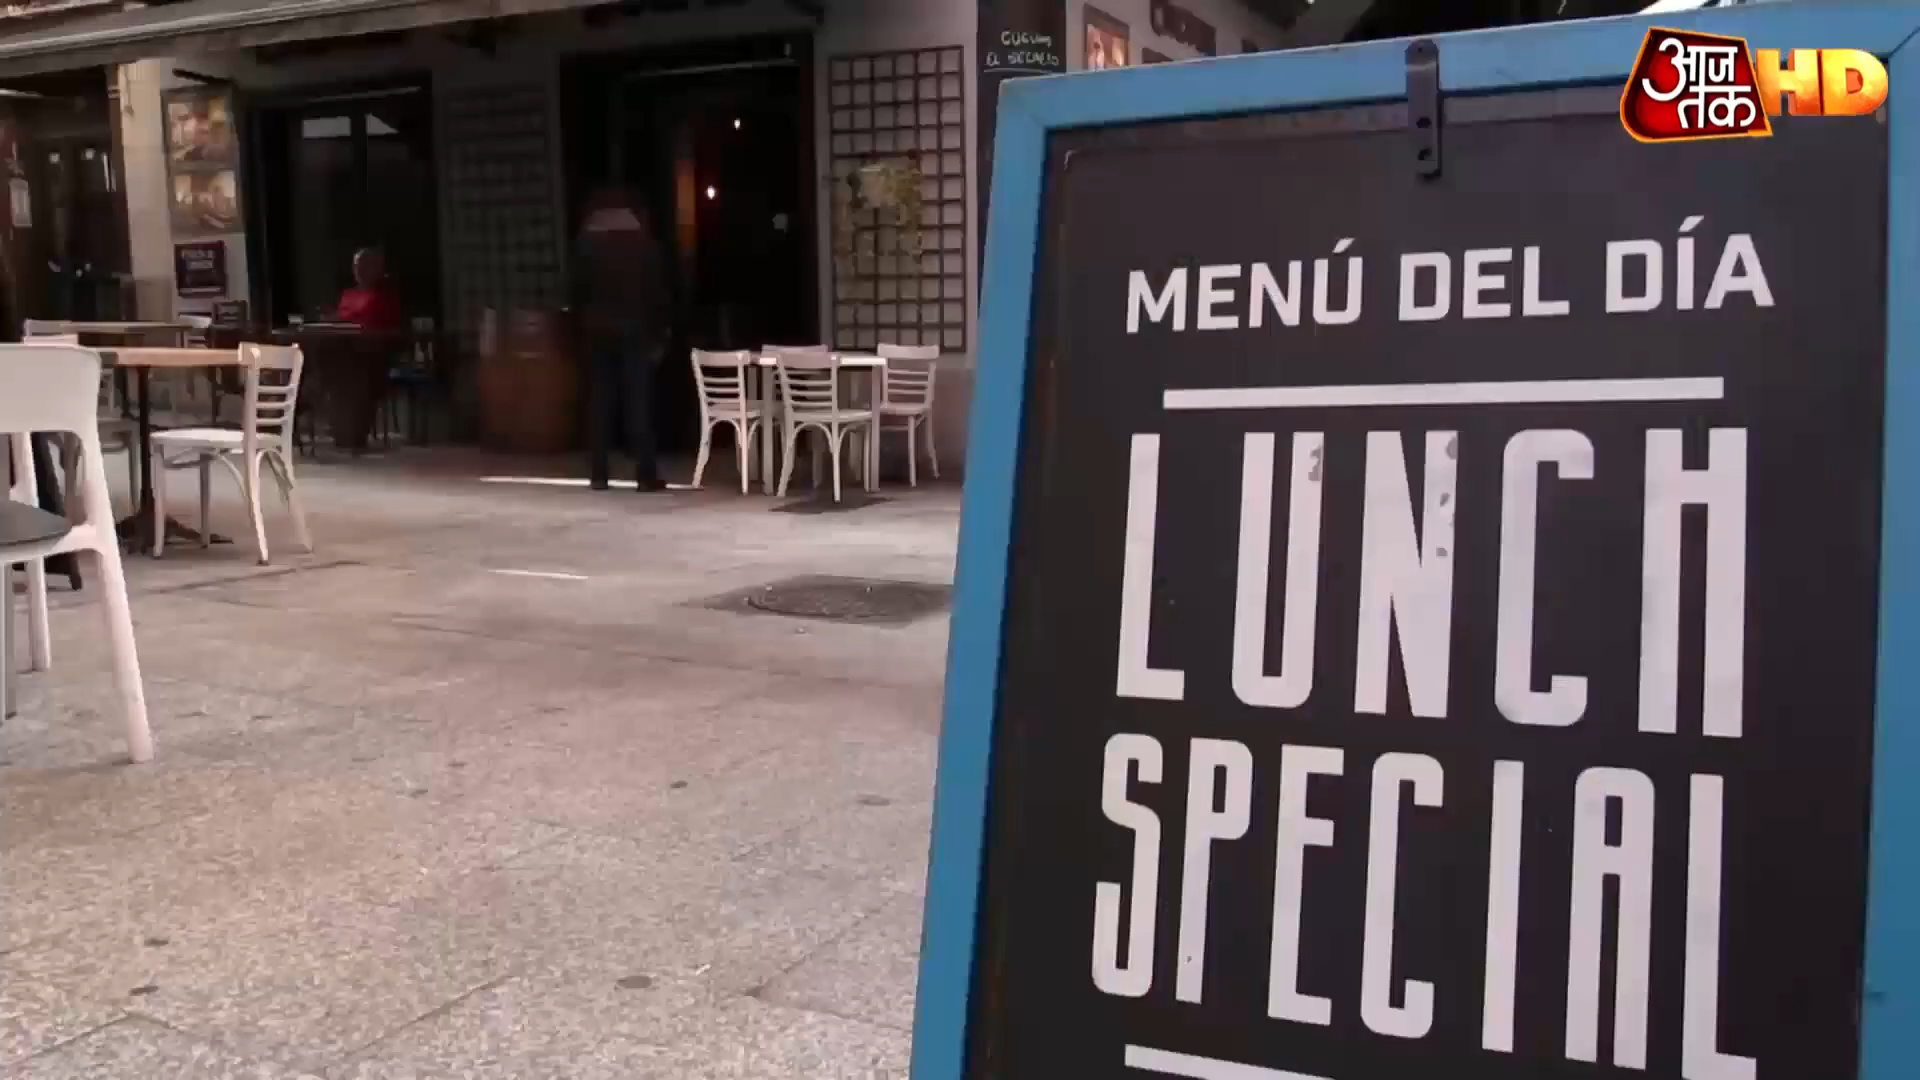 आज
तक HD
MENÚ DEL DÍA
LUNCH
SPECIAL